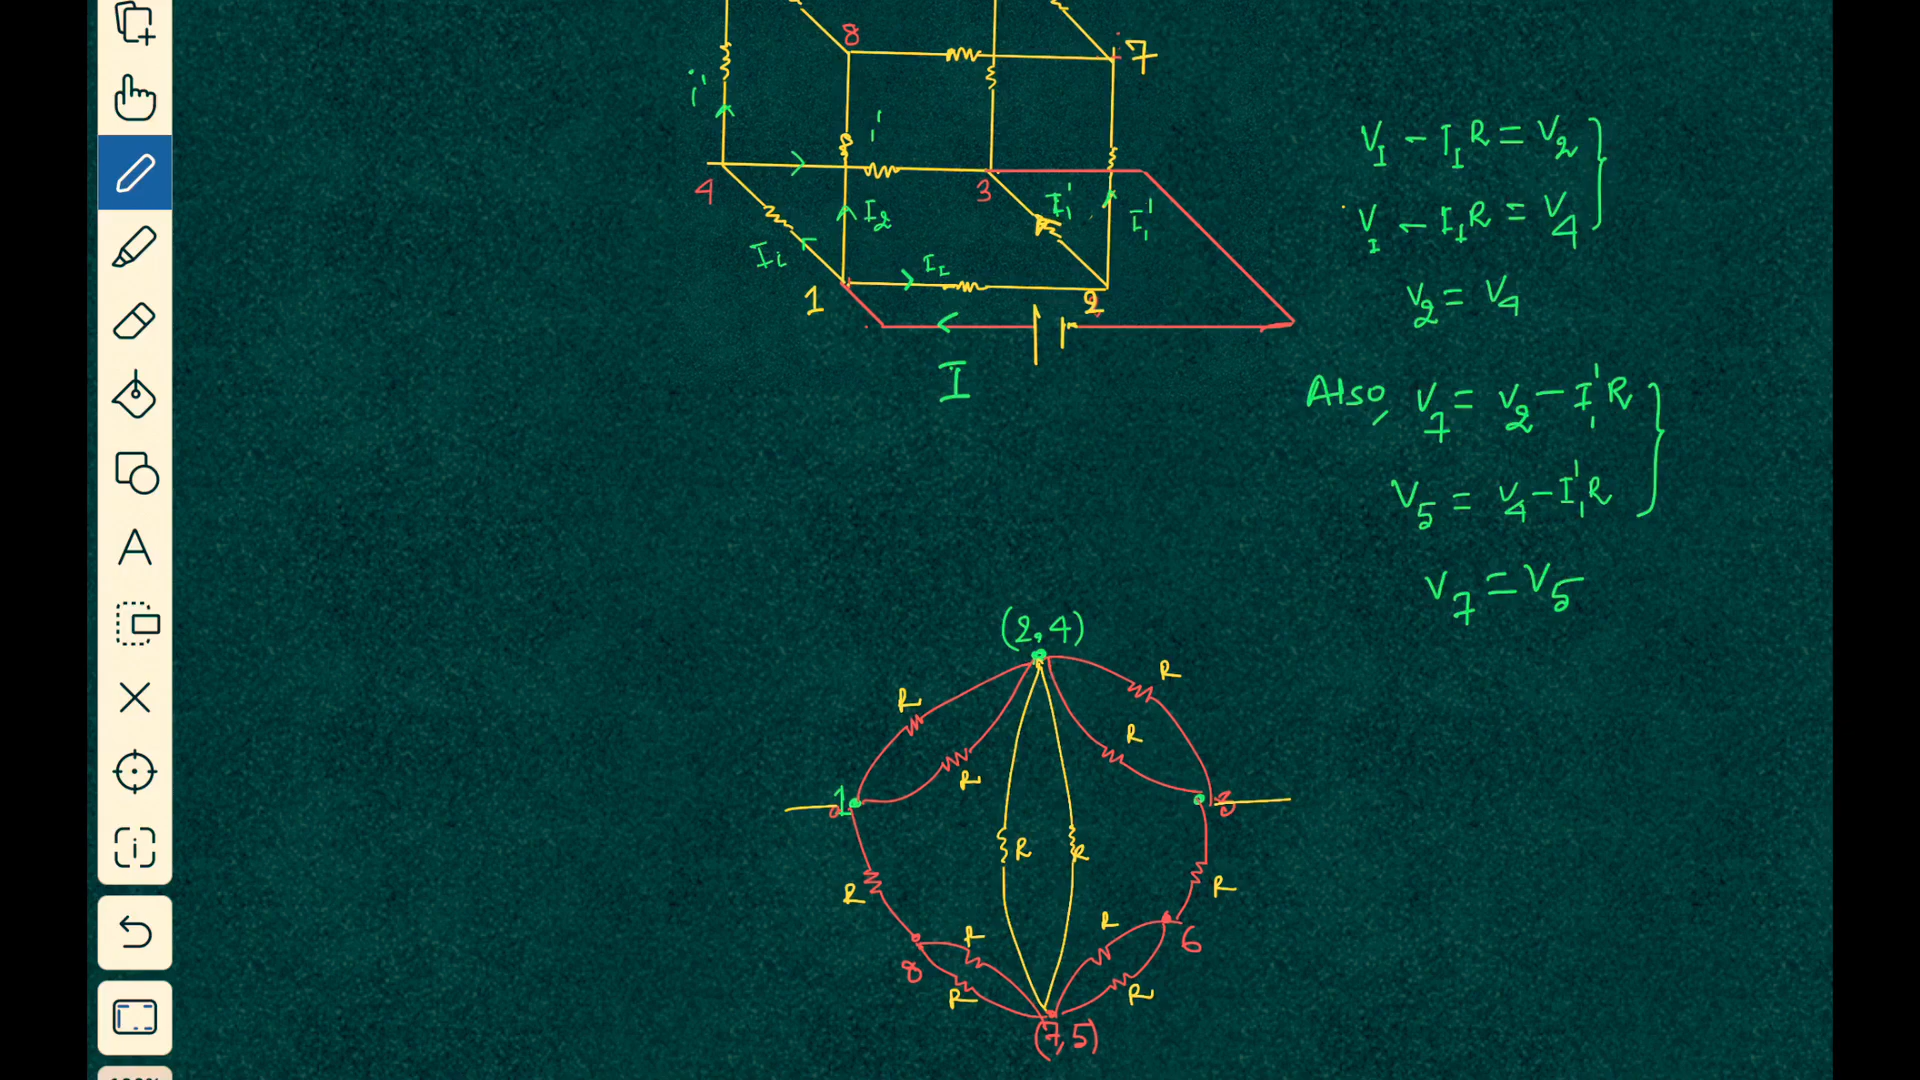 8
7
i'
i'
4
3
I₁'
I₁'
I₂
I₁
I₁
1
2
I
V₁ - I₁R = V₂
V₁ - I₁R = V₄
V₂ = V₄
Also, V₇ = V₂ - I₁'R
V₅ = V₄ - I₁'R
V₇ = V₅
(2,4)
R
R
R
R
1
3
R
R
R
R
R
R
6
8
R
R
(7,5)
A